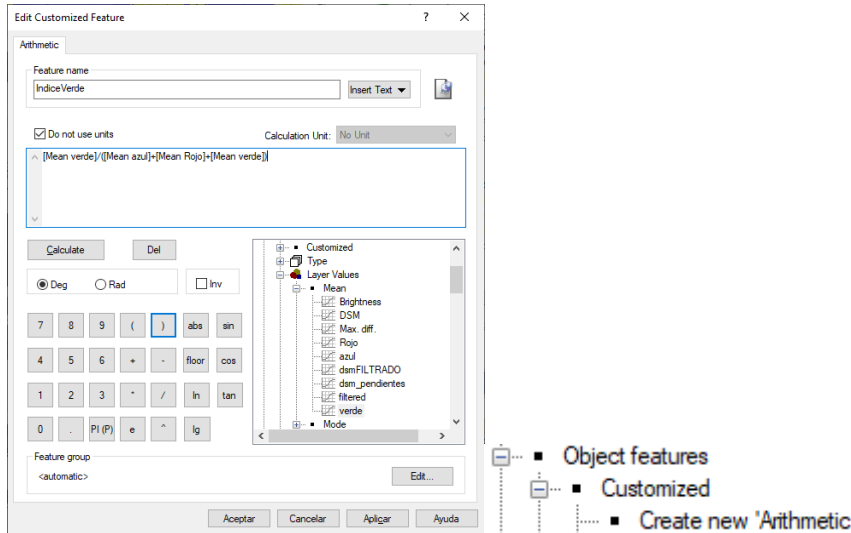 Edit Customized Feature ? ×
Arithmetic
Feature name
IndiceVerde
Insert Text
Do not use units
Calculation Unit: No Unit
[Mean verde]/([Mean azul]+[Mean Rojo]+[Mean verde])
Calculate Del
Deg Rad Inv
7 8 9 ( ) abs sin
4 5 6 + - floor cos
1 2 3 * / ln tan
0 . PI (P) e ^ lg
Customized
Type
Layer Values
Mean
Brightness
DSM
Max. diff.
Rojo
azul
dsmFILTRADO
dsm_pendientes
filtered
verde
Mode
Feature group
<automatic>
Edit...
Aceptar Cancelar Aplicar Ayuda
Object features
Customized
Create new 'Arithmetic